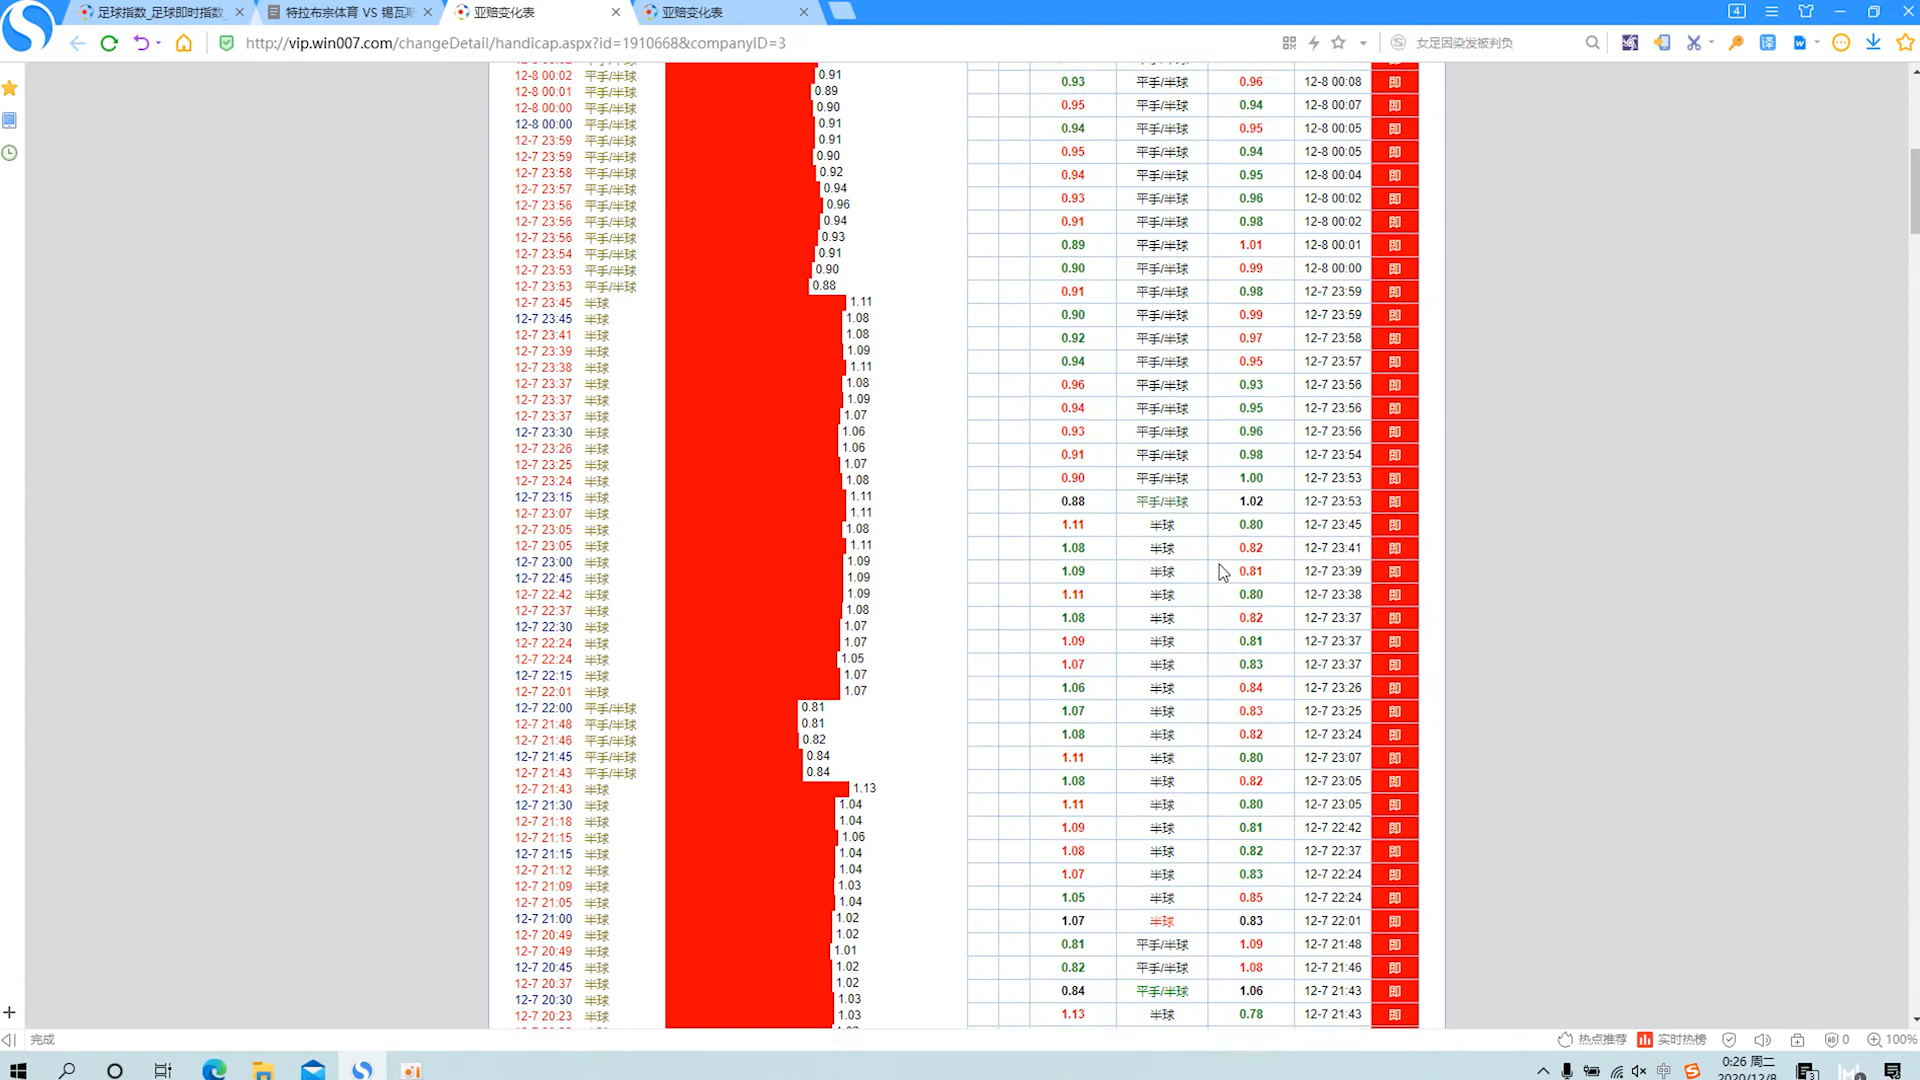 足球指数_足球即时指数
特拉布宗体育 VS 锡瓦斯
亚赔变化表
亚赔变化表
4
http://vip.win007.com/changeDetail/handicap.aspx?id=1910668&companyID=3
女足因染发被判负
12-8 00:02 平手/半球 0.91
12-8 00:01 平手/半球 0.89
12-8 00:00 平手/半球 0.90
12-8 00:00 平手/半球 0.91
12-7 23:59 平手/半球 0.91
12-7 23:59 平手/半球 0.90
12-7 23:58 平手/半球 0.92
12-7 23:57 平手/半球 0.94
12-7 23:56 平手/半球 0.96
12-7 23:56 平手/半球 0.94
12-7 23:56 平手/半球 0.93
12-7 23:54 平手/半球 0.91
12-7 23:53 平手/半球 0.90
12-7 23:53 平手/半球 0.88
12-7 23:45 半球 1.11
12-7 23:45 半球 1.08
12-7 23:41 半球 1.08
12-7 23:39 半球 1.09
12-7 23:38 半球 1.11
12-7 23:37 半球 1.08
12-7 23:37 半球 1.09
12-7 23:37 半球 1.07
12-7 23:30 半球 1.06
12-7 23:26 半球 1.06
12-7 23:25 半球 1.07
12-7 23:24 半球 1.08
12-7 23:15 半球 1.11
12-7 23:07 半球 1.11
12-7 23:05 半球 1.08
12-7 23:05 半球 1.11
12-7 23:00 半球 1.09
12-7 22:45 半球 1.09
12-7 22:42 半球 1.09
12-7 22:37 半球 1.08
12-7 22:30 半球 1.07
12-7 22:24 半球 1.07
12-7 22:24 半球 1.05
12-7 22:15 半球 1.07
12-7 22:01 半球 1.07
12-7 22:00 平手/半球 0.81
12-7 21:48 平手/半球 0.81
12-7 21:46 平手/半球 0.82
12-7 21:45 平手/半球 0.84
12-7 21:43 平手/半球 0.84
12-7 21:43 半球 1.13
12-7 21:30 半球 1.04
12-7 21:18 半球 1.04
12-7 21:15 半球 1.06
12-7 21:15 半球 1.04
12-7 21:12 半球 1.04
12-7 21:09 半球 1.03
12-7 21:05 半球 1.04
12-7 21:00 半球 1.02
12-7 20:49 半球 1.02
12-7 20:49 半球 1.01
12-7 20:45 半球 1.02
12-7 20:37 半球 1.02
12-7 20:30 半球 1.03
12-7 20:23 半球 1.03
0.93 平手/半球 0.96 12-8 00:08 即
0.95 平手/半球 0.94 12-8 00:07 即
0.94 平手/半球 0.95 12-8 00:05 即
0.95 平手/半球 0.94 12-8 00:05 即
0.94 平手/半球 0.95 12-8 00:04 即
0.93 平手/半球 0.96 12-8 00:02 即
0.91 平手/半球 0.98 12-8 00:02 即
0.89 平手/半球 1.01 12-8 00:01 即
0.90 平手/半球 0.99 12-8 00:00 即
0.91 平手/半球 0.98 12-7 23:59 即
0.90 平手/半球 0.99 12-7 23:59 即
0.92 平手/半球 0.97 12-7 23:58 即
0.94 平手/半球 0.95 12-7 23:57 即
0.96 平手/半球 0.93 12-7 23:56 即
0.94 平手/半球 0.95 12-7 23:56 即
0.93 平手/半球 0.96 12-7 23:56 即
0.91 平手/半球 0.98 12-7 23:54 即
0.90 平手/半球 1.00 12-7 23:53 即
0.88 平手/半球 1.02 12-7 23:53 即
1.11 半球 0.80 12-7 23:45 即
1.08 半球 0.82 12-7 23:41 即
1.09 半球 0.81 12-7 23:39 即
1.11 半球 0.80 12-7 23:38 即
1.08 半球 0.82 12-7 23:37 即
1.09 半球 0.81 12-7 23:37 即
1.07 半球 0.83 12-7 23:37 即
1.06 半球 0.84 12-7 23:26 即
1.07 半球 0.83 12-7 23:25 即
1.08 半球 0.82 12-7 23:24 即
1.11 半球 0.80 12-7 23:07 即
1.08 半球 0.82 12-7 23:05 即
1.11 半球 0.80 12-7 23:05 即
1.09 半球 0.81 12-7 22:42 即
1.08 半球 0.82 12-7 22:37 即
1.07 半球 0.83 12-7 22:24 即
1.05 半球 0.85 12-7 22:24 即
1.07 半球 0.83 12-7 22:01 即
0.81 平手/半球 1.09 12-7 21:48 即
0.82 平手/半球 1.08 12-7 21:46 即
0.84 平手/半球 1.06 12-7 21:43 即
1.13 半球 0.78 12-7 21:43 即
完成
热点推荐
实时热榜
0
100%
0:26 周二
2020/12/8